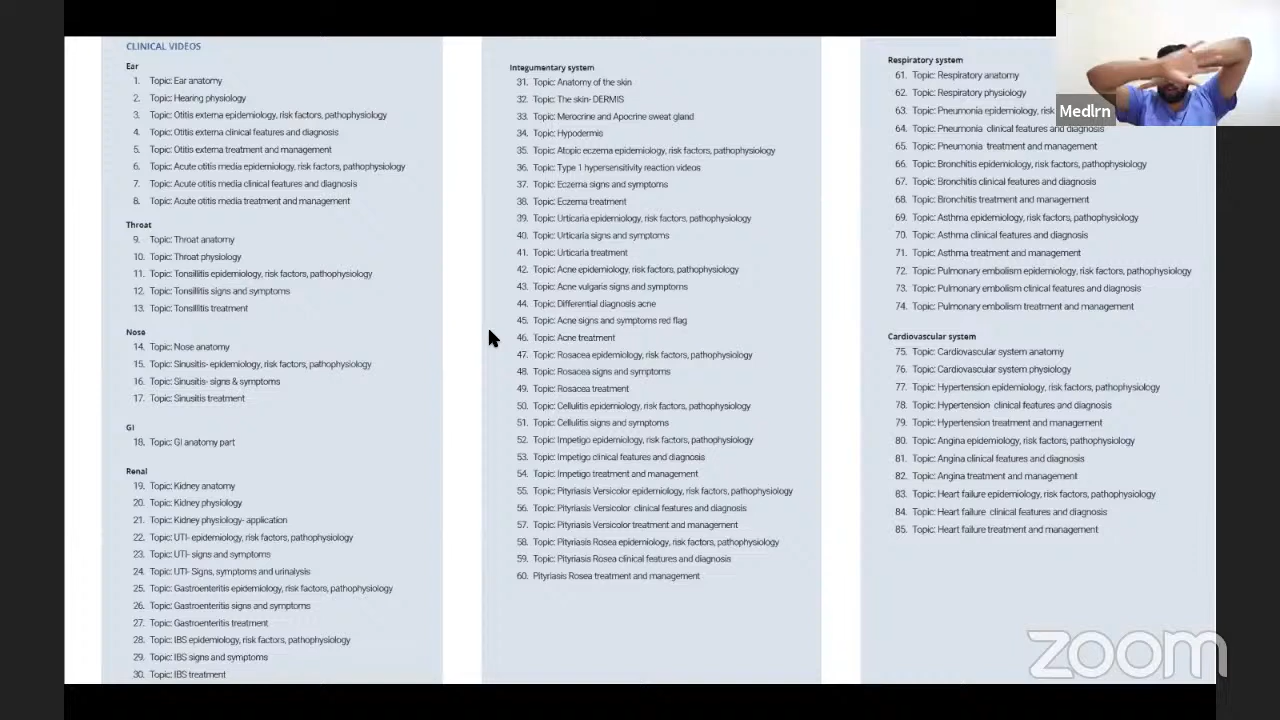 CLINICAL VIDEOS
Ear
1. Topic: Ear anatomy
2. Topic: Hearing physiology
3. Topic: Otitis externa epidemiology, risk factors, pathophysiology
4. Topic: Otitis externa clinical features and diagnosis
5. Topic: Otitis externa treatment and management
6. Topic: Acute otitis media epidemiology, risk factors, pathophysiology
7. Topic: Acute otitis media clinical features and diagnosis
8. Topic: Acute otitis media treatment and management
Throat
9. Topic: Throat anatomy
10. Topic: Throat physiology
11. Topic: Tonsillitis epidemiology, risk factors, pathophysiology
12. Topic: Tonsillitis signs and symptoms
13. Topic: Tonsillitis treatment
Nose
14. Topic: Nose anatomy
15. Topic: Sinusitis- epidemiology, risk factors, pathophysiology
16. Topic: Sinusitis- signs & symptoms
17. Topic: Sinusitis treatment
GI
18. Topic: GI anatomy part
Renal
19. Topic: Kidney anatomy
20. Topic: Kidney physiology
21. Topic: Kidney physiology- application
22. Topic: UTI- epidemiology, risk factors, pathophysiology
23. Topic: UTI- signs and symptoms
24. Topic: UTI- Signs, symptoms and urinalysis
25. Topic: Gastroenteritis epidemiology, risk factors, pathophysiology
26. Topic: Gastroenteritis signs and symptoms
27. Topic: Gastroenteritis treatment
28. Topic: IBS epidemiology, risk factors, pathophysiology
29. Topic: IBS signs and symptoms
30. Topic: IBS treatment
Integumentary system
31. Topic: Anatomy of the skin
32. Topic: The skin- DERMIS
33. Topic: Merocrine and Apocrine sweat gland
34. Topic: Hypodermis
35. Topic: Atopic eczema epidemiology, risk factors, pathophysiology
36. Topic: Type 1 hypersensitivity reaction videos
37. Topic: Eczema signs and symptoms
38. Topic: Eczema treatment
39. Topic: Urticaria epidemiology, risk factors, pathophysiology
40. Topic: Urticaria signs and symptoms
41. Topic: Urticaria treatment
42. Topic: Acne epidemiology, risk factors, pathophysiology
43. Topic: Acne vulgaris signs and symptoms
44. Topic: Differential diagnosis acne
45. Topic: Acne signs and symptoms red flag
46. Topic: Acne treatment
47. Topic: Rosacea epidemiology, risk factors, pathophysiology
48. Topic: Rosacea signs and symptoms
49. Topic: Rosacea treatment
50. Topic: Cellulitis epidemiology, risk factors, pathophysiology
51. Topic: Cellulitis signs and symptoms
52. Topic: Impetigo epidemiology, risk factors, pathophysiology
53. Topic: Impetigo clinical features and diagnosis
54. Topic: Impetigo treatment and management
55. Topic: Pityriasis Versicolor epidemiology, risk factors, pathophysiology
56. Topic: Pityriasis Versicolor clinical features and diagnosis
57. Topic: Pityriasis Versicolor treatment and management
58. Topic: Pityriasis Rosea epidemiology, risk factors, pathophysiology
59. Topic: Pityriasis Rosea clinical features and diagnosis
60. Pityriasis Rosea treatment and management
Respiratory system
61. Topic: Respiratory anatomy
62. Topic: Respiratory physiology
63. Topic: Pneumonia epidemiology, risk
64. Topic: Pneumonia clinical features and diagnosis
65. Topic: Pneumonia treatment and management
66. Topic: Bronchitis epidemiology, risk factors, pathophysiology
67. Topic: Bronchitis clinical features and diagnosis
68. Topic: Bronchitis treatment and management
69. Topic: Asthma epidemiology, risk factors, pathophysiology
70. Topic: Asthma clinical features and diagnosis
71. Topic: Asthma treatment and management
72. Topic: Pulmonary embolism epidemiology, risk factors, pathophysiology
73. Topic: Pulmonary embolism clinical features and diagnosis
74. Topic: Pulmonary embolism treatment and management
Cardiovascular system
75. Topic: Cardiovascular system anatomy
76. Topic: Cardiovascular system physiology
77. Topic: Hypertension epidemiology, risk factors, pathophysiology
78. Topic: Hypertension clinical features and diagnosis
79. Topic: Hypertension treatment and management
80. Topic: Angina epidemiology, risk factors, pathophysiology
81. Topic: Angina clinical features and diagnosis
82. Topic: Angina treatment and management
83. Topic: Heart failure epidemiology, risk factors, pathophysiology
84. Topic: Heart failure clinical features and diagnosis
85. Topic: Heart failure treatment and management
Medlrn
zoom